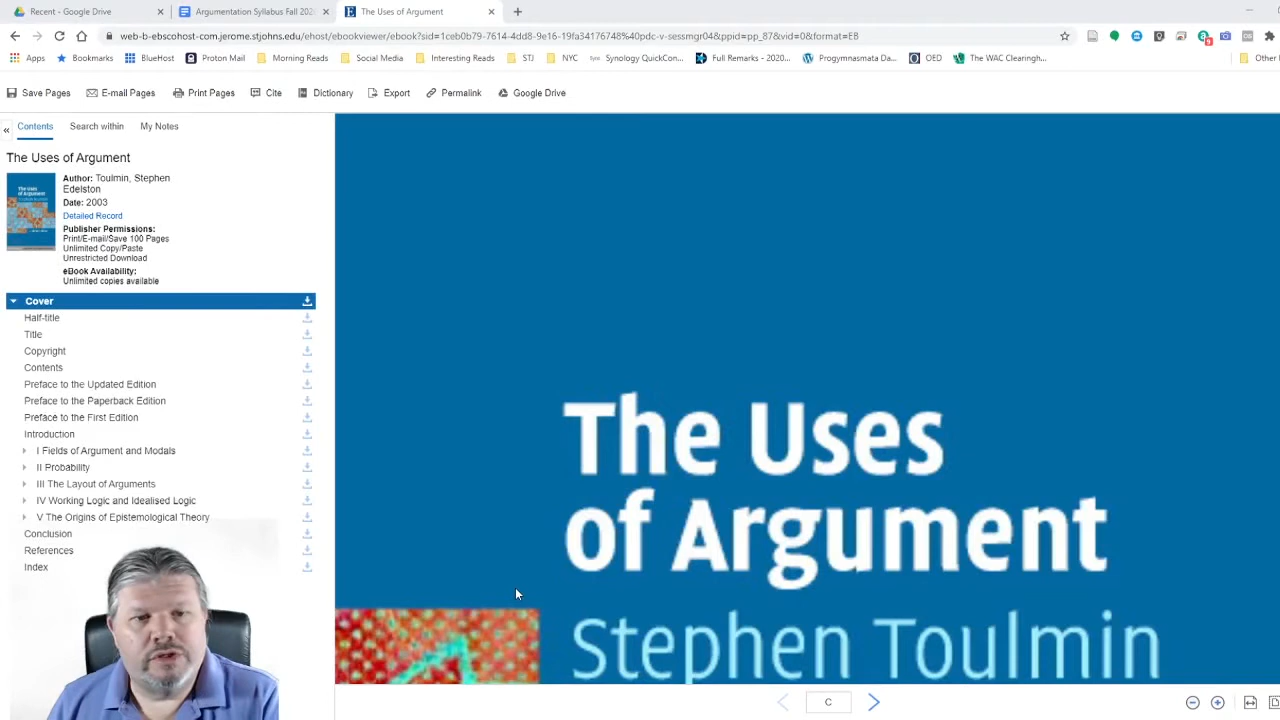 Recent - Google Drive
Argumentation Syllabus Fall 202
The Uses of Argument
web-b-ebscohost-com.jerome.stjohns.edu/ehost/ebookviewer/ebook?sid=1ceb0b79-7614-4dd8-9e16-19fa34176748%40pdc-v-sessmgr04&ppid=pp_87&vid=0&format=EB
Apps Bookmarks BlueHost Proton Mail Morning Reads Social Media Interesting Reads STJ NYC Synology QuickCon... Full Remarks - 2020... Progymnasmata Da... OED The WAC Clearingh... Other
Save Pages E-mail Pages Print Pages Cite Dictionary Export Permalink Google Drive
Contents Search within My Notes
The Uses of Argument
Author: Toulmin, Stephen
Edelston
Date: 2003
Detailed Record
Publisher Permissions:
Print/E-mail/Save 100 Pages
Unlimited Copy/Paste
Unrestricted Download
eBook Availability:
Unlimited copies available
Cover
Half-title
Title
Copyright
Contents
Preface to the Updated Edition
Preface to the Paperback Edition
Preface to the First Edition
Introduction
I Fields of Argument and Modals
II Probability
III The Layout of Arguments
IV Working Logic and Idealised Logic
V The Origins of Epistemological Theory
Conclusion
References
Index
The Uses
of Argument
Stephen Toulmin
C